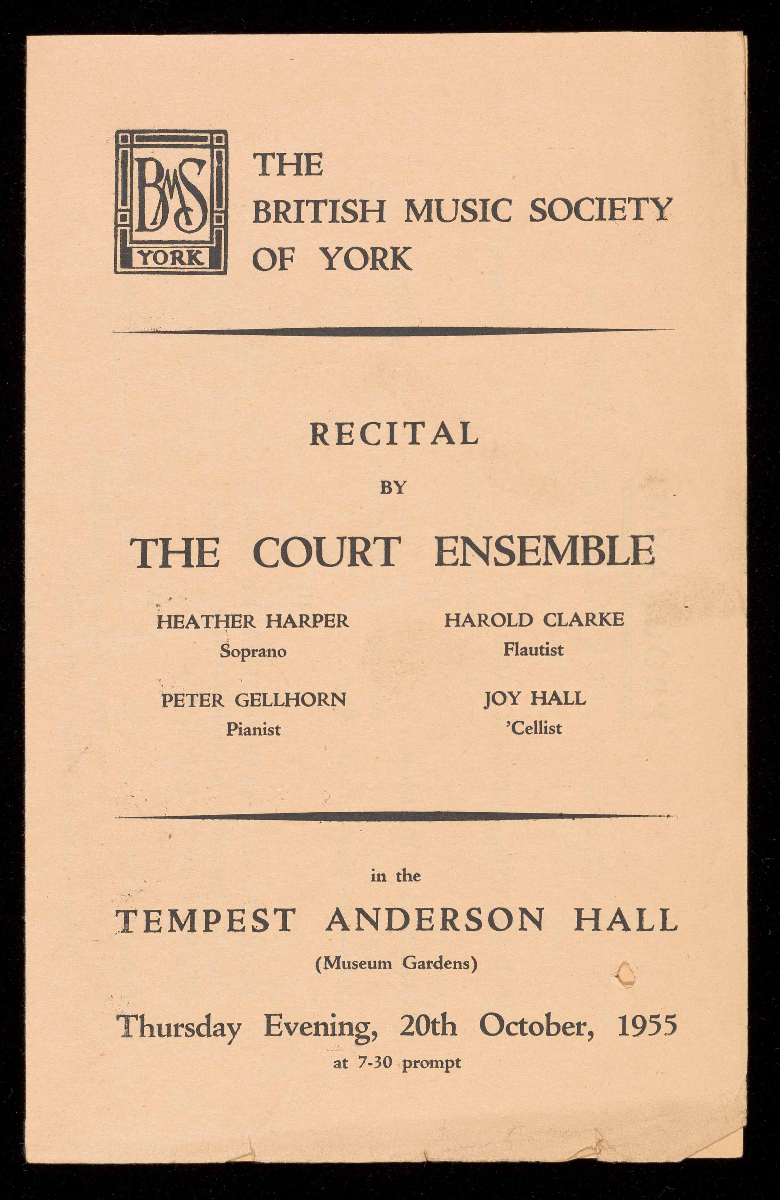 BMS
YORK
THE
BRITISH MUSIC SOCIETY
OF YORK
RECITAL
BY
THE COURT ENSEMBLE
HEATHER HARPER
Soprano
HAROLD CLARKE
Flautist
PETER GELLHORN
Pianist
JOY HALL
’Cellist
in the
TEMPEST ANDERSON HALL
(Museum Gardens)
Thursday Evening, 20th October, 1955
at 7-30 prompt